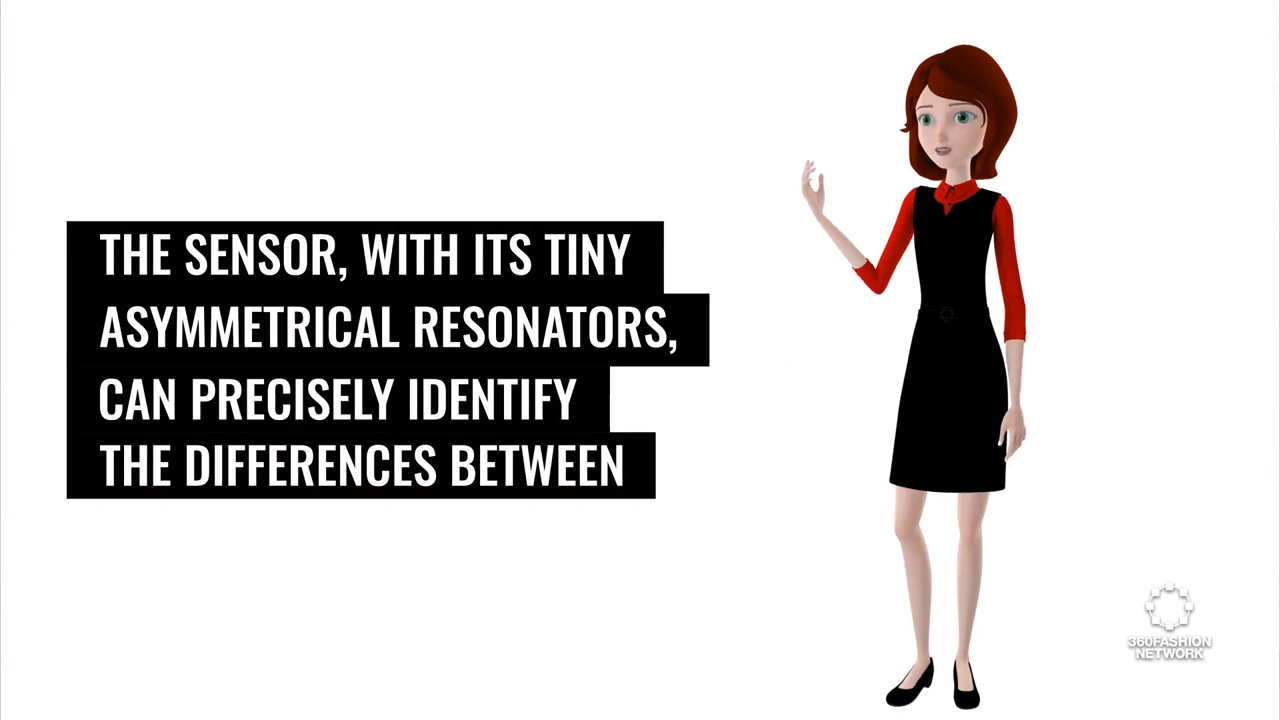 THE SENSOR, WITH ITS TINY
ASYMMETRICAL RESONATORS,
CAN PRECISELY IDENTIFY
THE DIFFERENCES BETWEEN
360FASHION
NETWORK